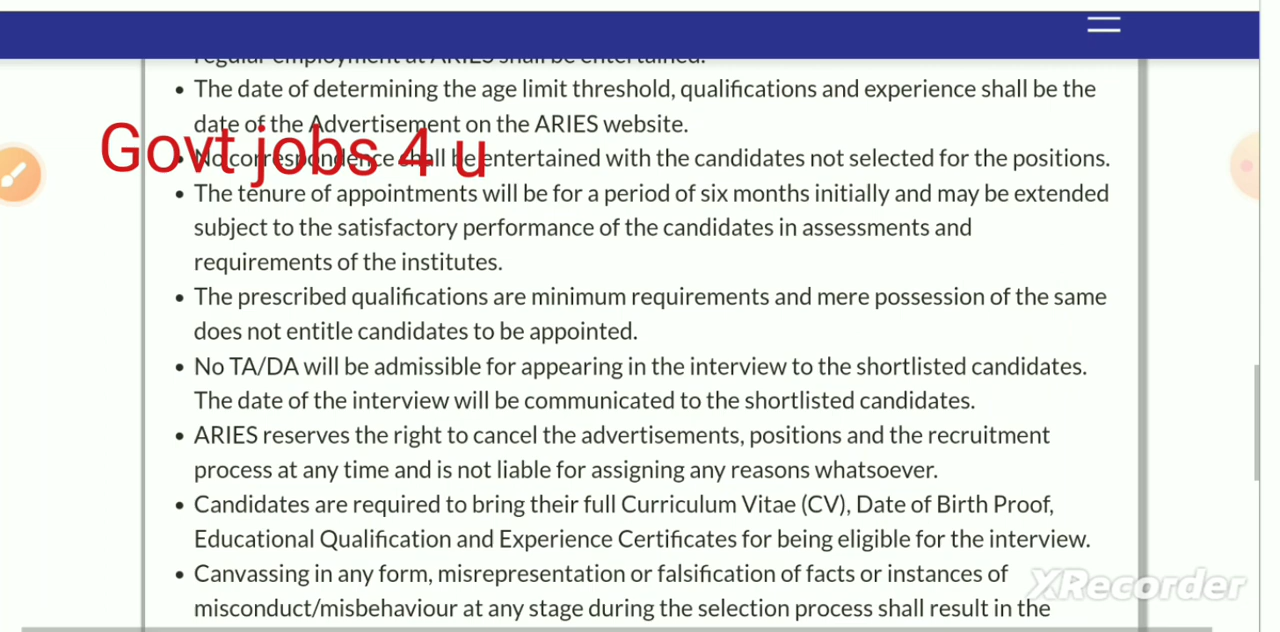 regular employment at ARIES shall be entertained.
The date of determining the age limit threshold, qualifications and experience shall be the
date of the Advertisement on the ARIES website.
Govt jobs 4 u
No correspondence shall be entertained with the candidates not selected for the positions.
The tenure of appointments will be for a period of six months initially and may be extended
subject to the satisfactory performance of the candidates in assessments and
requirements of the institutes.
The prescribed qualifications are minimum requirements and mere possession of the same
does not entitle candidates to be appointed.
No TA/DA will be admissible for appearing in the interview to the shortlisted candidates.
The date of the interview will be communicated to the shortlisted candidates.
ARIES reserves the right to cancel the advertisements, positions and the recruitment
process at any time and is not liable for assigning any reasons whatsoever.
Candidates are required to bring their full Curriculum Vitae (CV), Date of Birth Proof,
Educational Qualification and Experience Certificates for being eligible for the interview.
Canvassing in any form, misrepresentation or falsification of facts or instances of
XRecorder
misconduct/misbehaviour at any stage during the selection process shall result in the